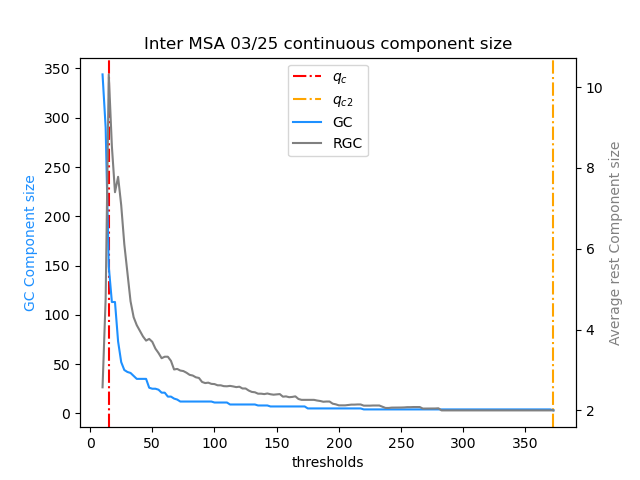 Inter MSA 03/25 continuous component size
350
300
250
200
150
100
50
0
GC Component size
q_c
q_{c2}
GC
RGC
10
8
6
4
2
Average rest Component size
0
50
100
150
200
250
300
350
thresholds